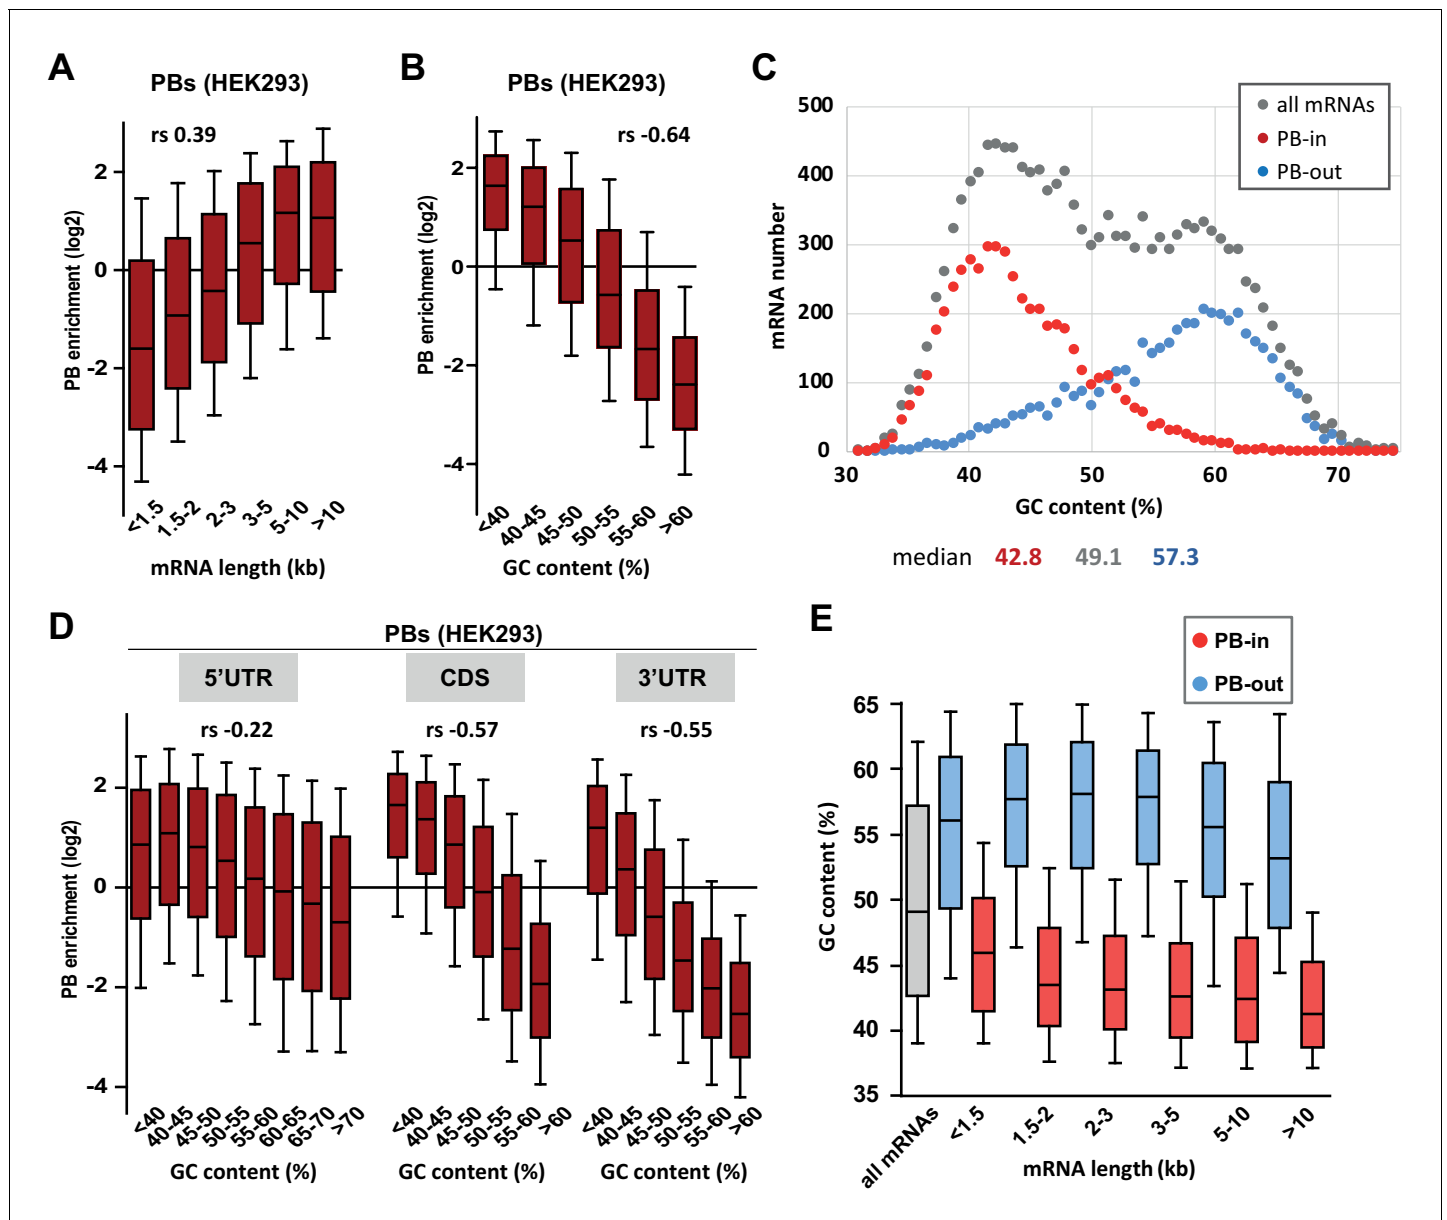 A
PBs (HEK293)
rs 0.39
PB enrichment (log2)
2
0
-2
-4
<1.5
1.5-2
2-3
3-5
5-10
>10
mRNA length (kb)
B
PBs (HEK293)
rs -0.64
PB enrichment (log2)
2
0
-2
-4
<40
40-45
45-50
50-55
55-60
>60
GC content (%)
C
all mRNAs
PB-in
PB-out
mRNA number
500
400
300
200
100
0
30 40 50 60 70
GC content (%)
median 42.8 49.1 57.3
D
PBs (HEK293)
5’UTR CDS 3’UTR
rs -0.22 rs -0.57 rs -0.55
PB enrichment (log2)
2
0
-2
-4
<40
40-45
45-50
50-55
55-60
60-65
65-70
>70
GC content (%)
<40
40-45
45-50
50-55
55-60
>60
GC content (%)
<40
40-45
45-50
50-55
55-60
>60
GC content (%)
E
PB-in
PB-out
GC content (%)
65
60
55
50
45
40
35
all mRNAs
<1.5
1.5-2
2-3
3-5
5-10
>10
mRNA length (kb)